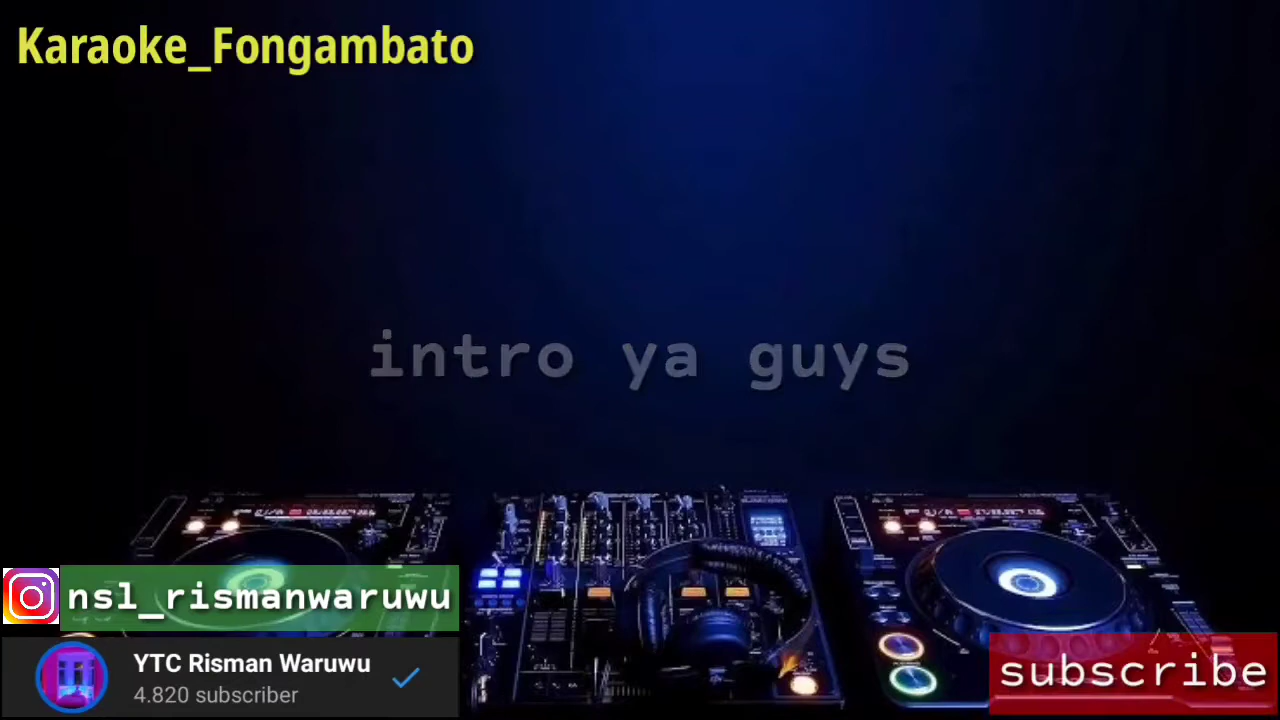 Karaoke_Fongambato
intro ya guys
nsl_rismanwaruwu
YTC Risman Waruwu
4.820 subscriber
subscribe